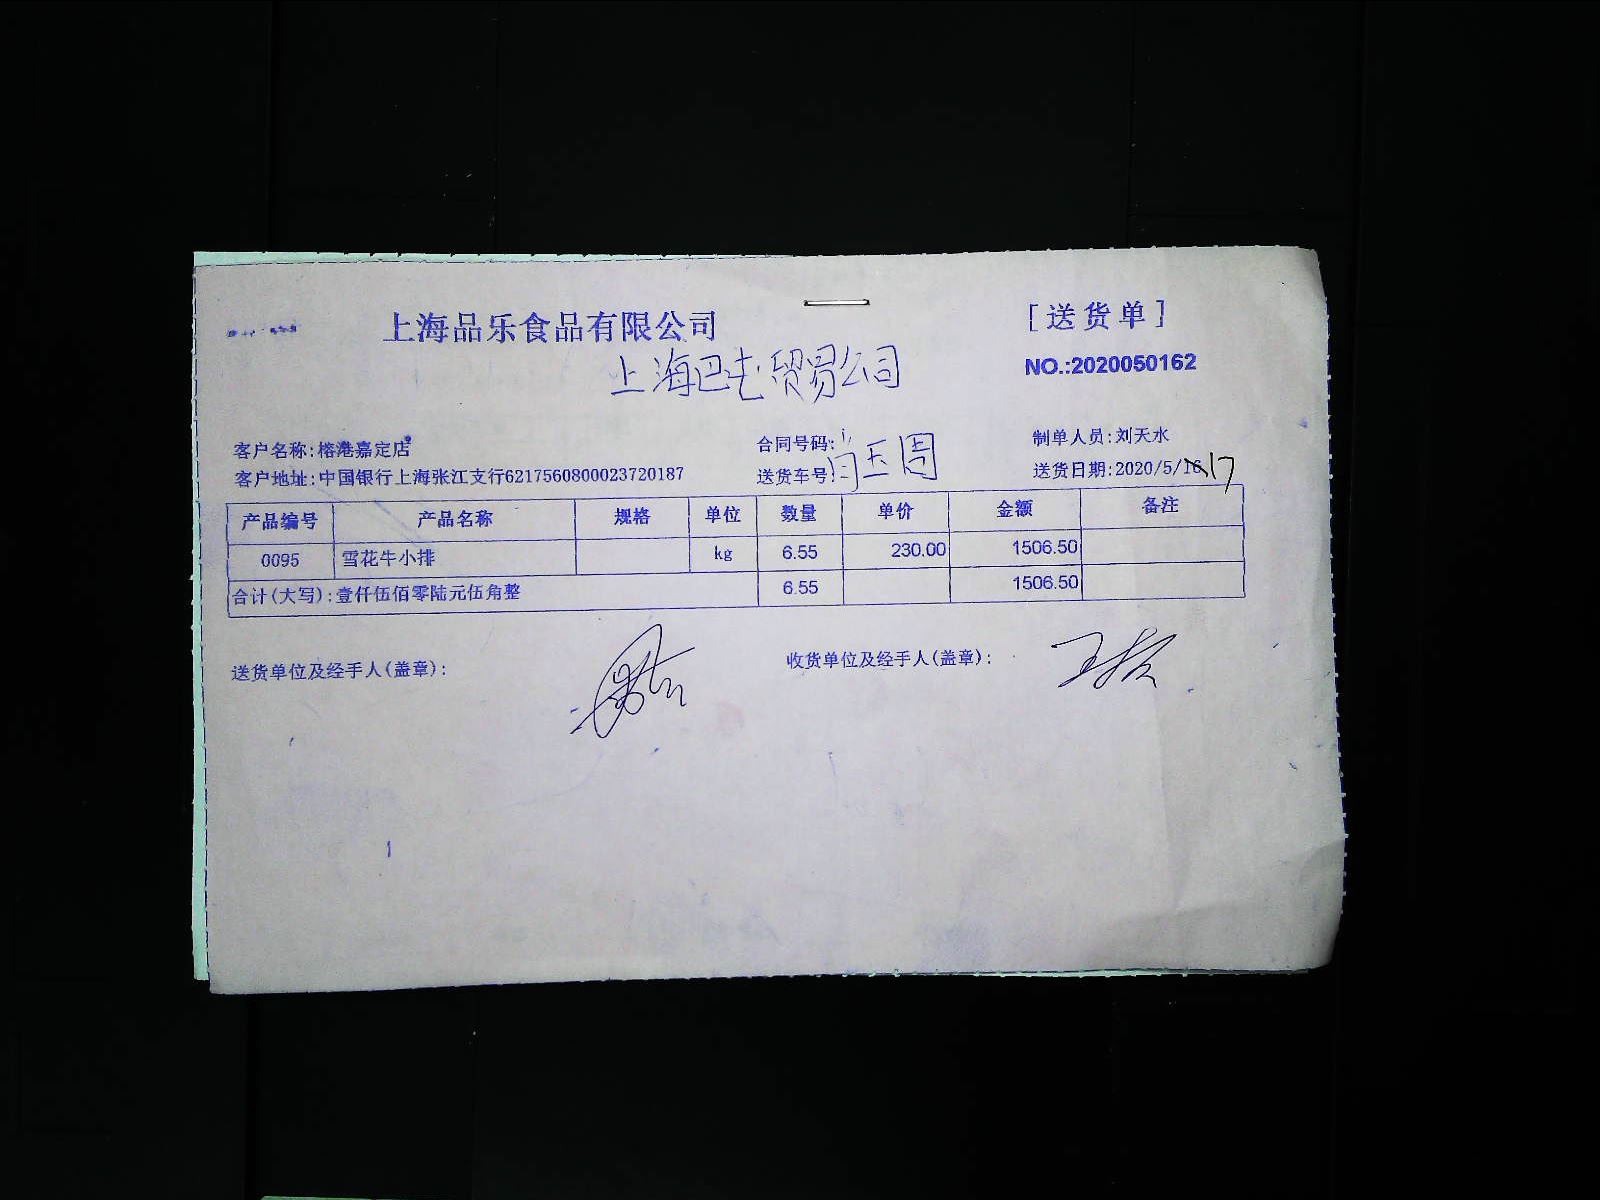 上海品乐食品有限公司
[送货单]
上海巴屯贸易公司
NO.:2020050162
客户名称:榕港嘉定店
合同号码:
制单人员:刘天水
客户地址:中国银行上海张江支行6217560800023720187
送货车号:
送货日期:2020/5/16 17
产品编号 产品名称 规格 单位 数量 单价 金额 备注
0095 雪花牛小排 kg 6.55 230.00 1506.50
合计(大写):壹仟伍佰零陆元伍角整 6.55 1506.50
送货单位及经手人(盖章):
收货单位及经手人(盖章):